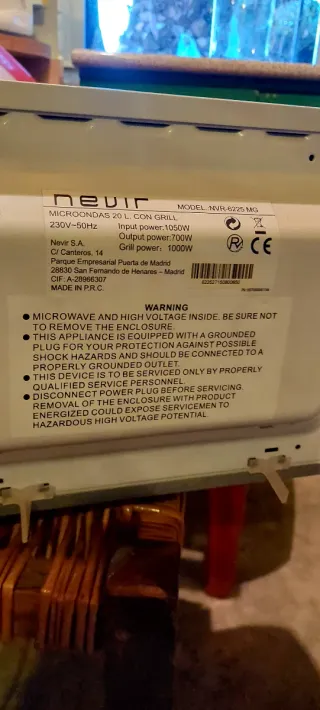 nevir
MODEL: NVR-6225 MG
MICROONDAS 20 L. CON GRILL
230V~50Hz
Input power:1050W
Output power:700W
Grill power: 1000W
Nevir S.A.
C/ Canteros, 14
Parque Empresarial Puerta de Madrid
28830 San Fernando de Henares – Madrid
CIF: A-28966307
MADE IN P.R.C.
R
CE
WARNING
● MICROWAVE AND HIGH VOLTAGE INSIDE. BE SURE NOT
TO REMOVE THE ENCLOSURE.
● THIS APPLIANCE IS EQUIPPED WITH A GROUNDED
PLUG FOR YOUR PROTECTION AGAINST POSSIBLE
SHOCK HAZARDS AND SHOULD BE CONNECTED TO A
PROPERLY GROUNDED OUTLET.
● THIS DEVICE IS TO BE SERVICED ONLY BY PROPERLY
QUALIFIED SERVICE PERSONNEL.
● DISCONNECT POWER PLUG BEFORE SERVICING.
REMOVAL OF THE ENCLOSURE WITH PRODUCT
ENERGIZED COULD EXPOSE SERVICEMEN TO
HAZARDOUS HIGH VOLTAGE POTENTIAL